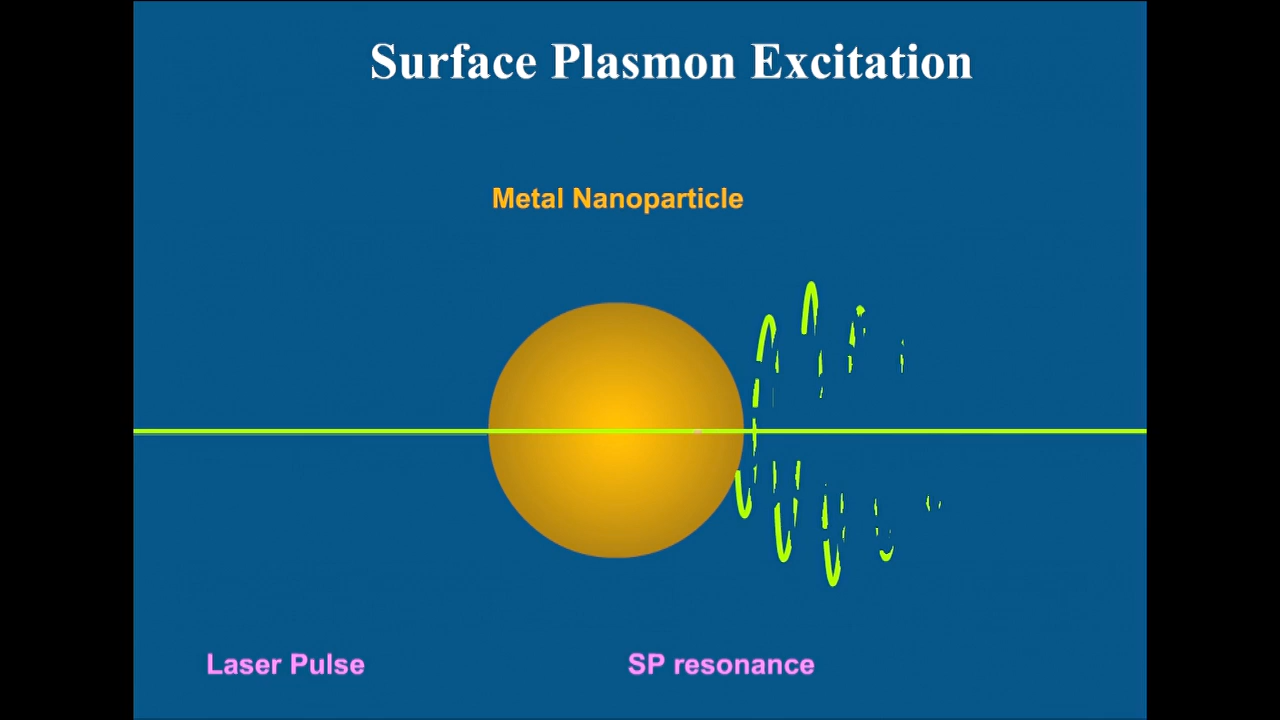 Surface Plasmon Excitation
Metal Nanoparticle
Laser Pulse
SP resonance